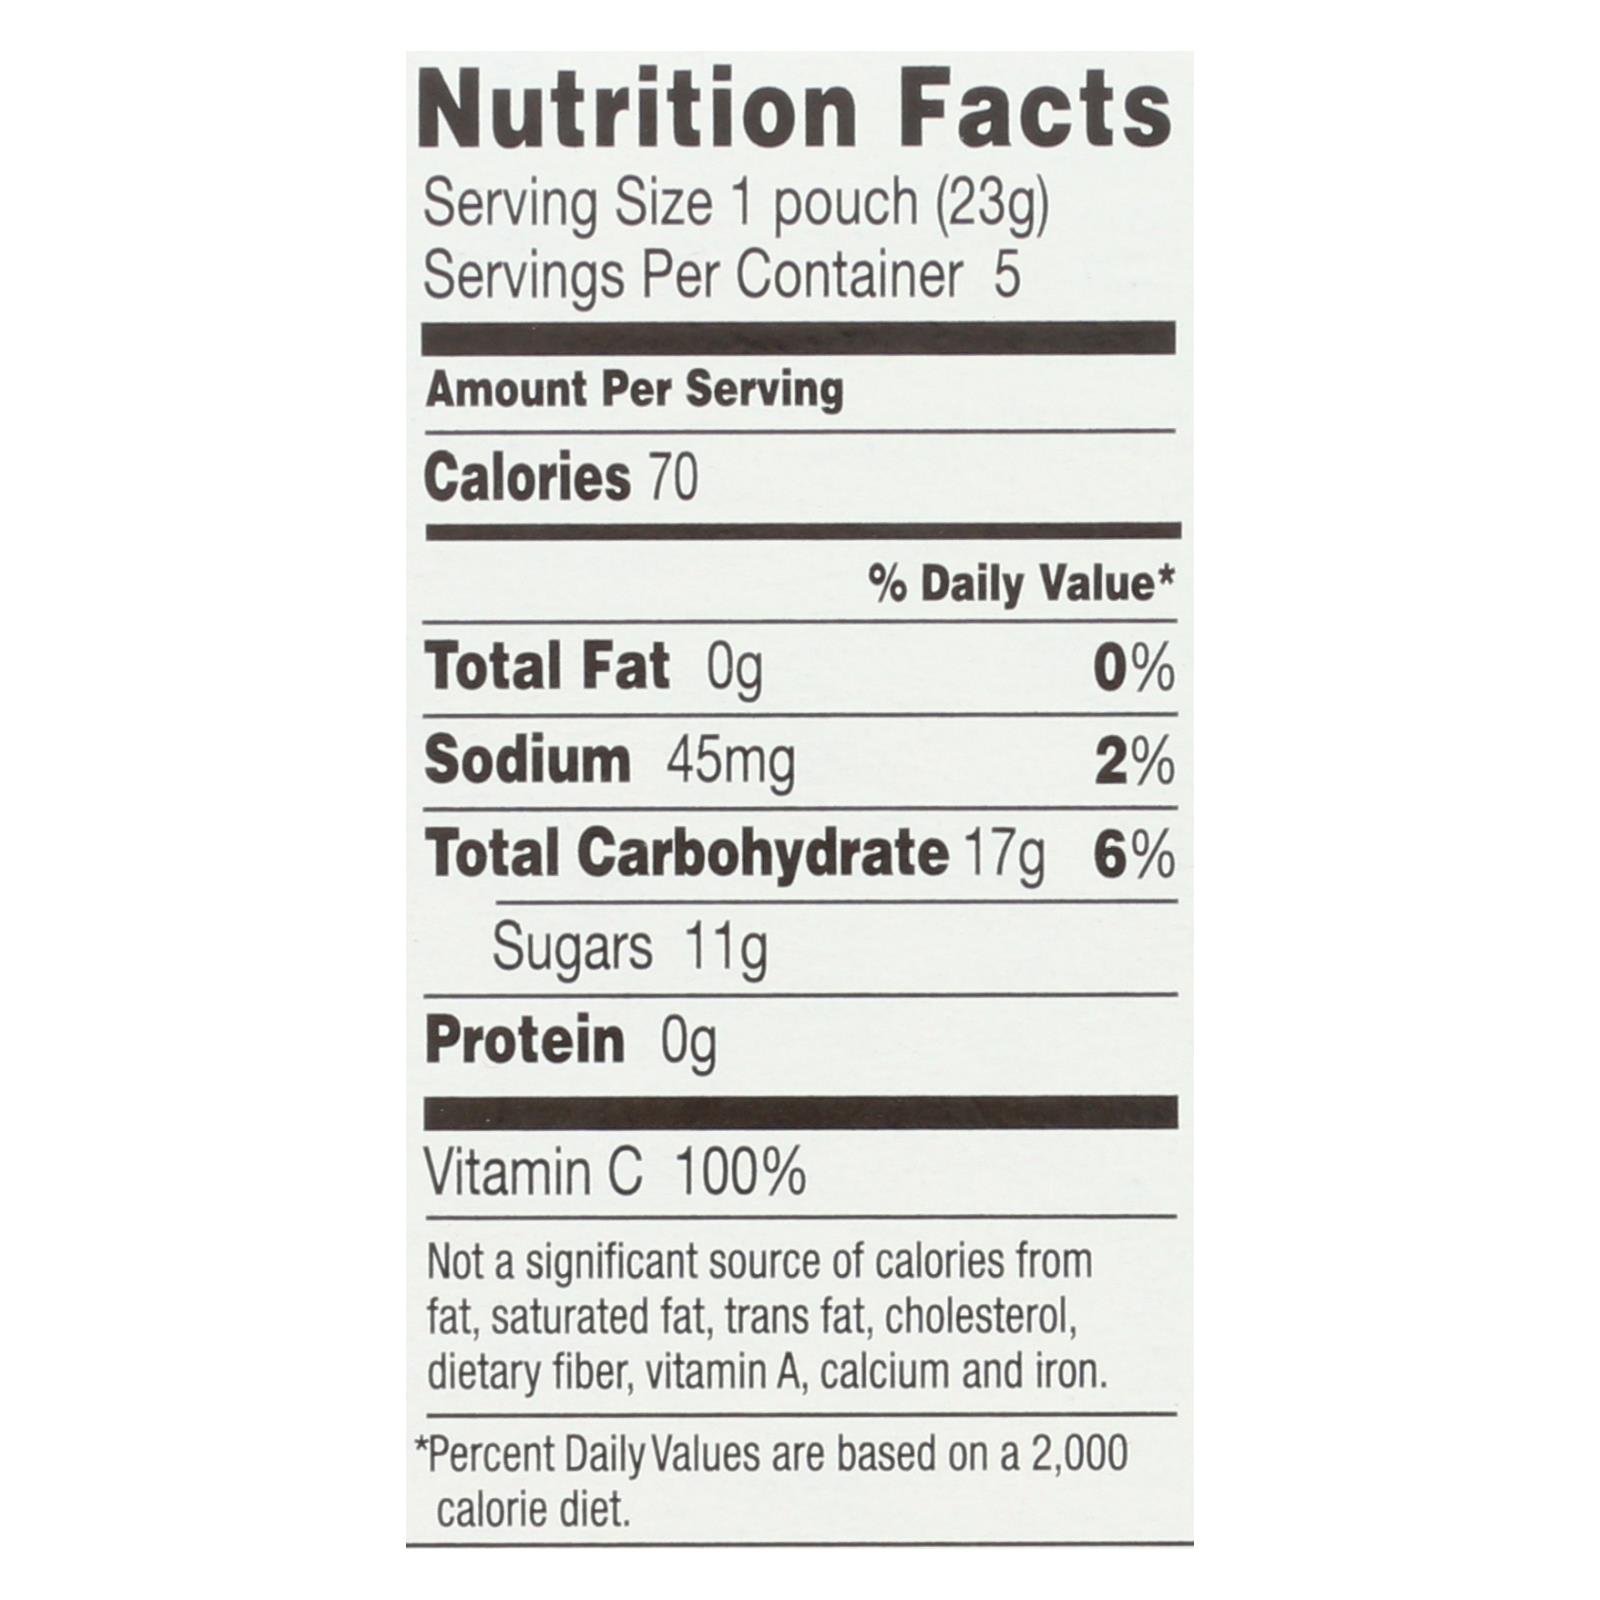 Nutrition Facts
Serving Size 1 pouch (23g)
Servings Per Container 5
Amount Per Serving
Calories 70
% Daily Value*
Total Fat 0g 0%
Sodium 45mg 2%
Total Carbohydrate 17g 6%
Sugars 11g
Protein 0g
Vitamin C 100%
Not a significant source of calories from
fat, saturated fat, trans fat, cholesterol,
dietary fiber, vitamin A, calcium and iron.
*Percent Daily Values are based on a 2,000
calorie diet.